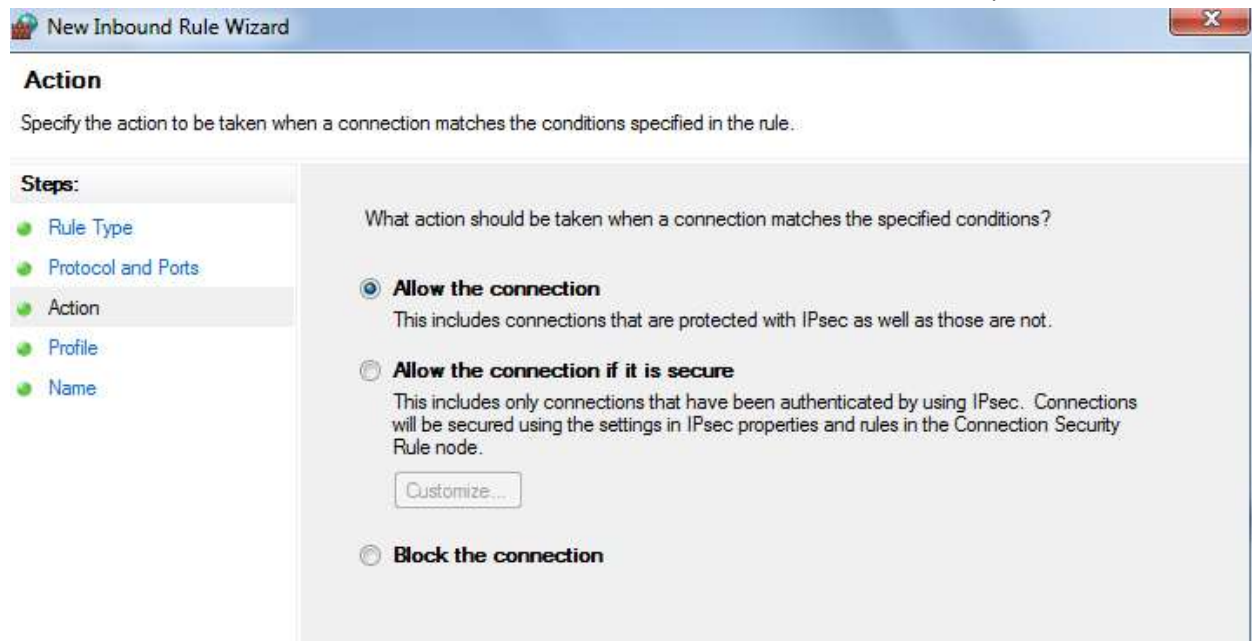 New Inbound Rule Wizard
Action
Specify the action to be taken when a connection matches the conditions specified in the rule.
Steps:
Rule Type
Protocol and Ports
Action
Profile
Name
What action should be taken when a connection matches the specified conditions?
Allow the connection
This includes connections that are protected with IPsec as well as those are not.
Allow the connection if it is secure
This includes only connections that have been authenticated by using IPsec. Connections
will be secured using the settings in IPsec properties and rules in the Connection Security
Rule node.
Customize...
Block the connection